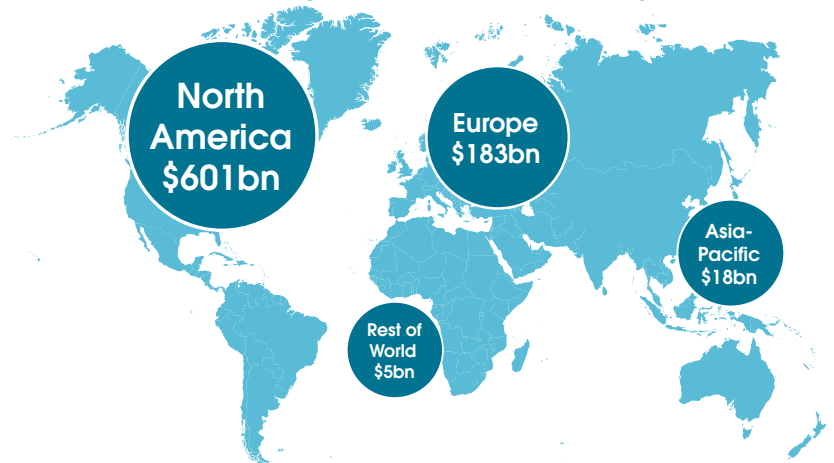 North
America
$601bn
Europe
$183bn
Asia-
Pacific
$18bn
Rest of
World
$5bn